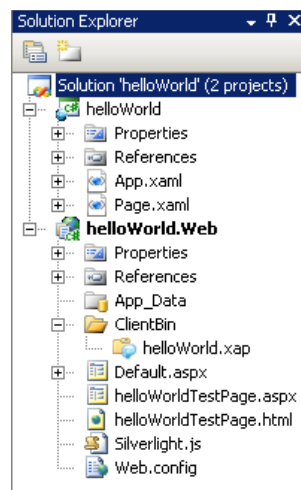 Solution Explorer
Solution 'helloWorld' (2 projects)
helloWorld
Properties
References
App.xaml
Page.xaml
helloWorld.Web
Properties
References
App_Data
ClientBin
helloWorld.xap
Default.aspx
helloWorldTestPage.aspx
helloWorldTestPage.html
Silverlight.js
Web.config